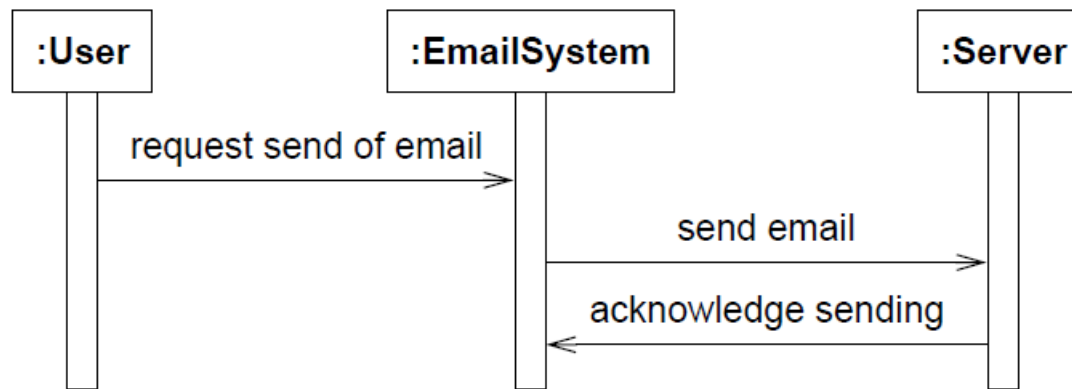 :User
:EmailSystem
:Server
request send of email
send email
acknowledge sending